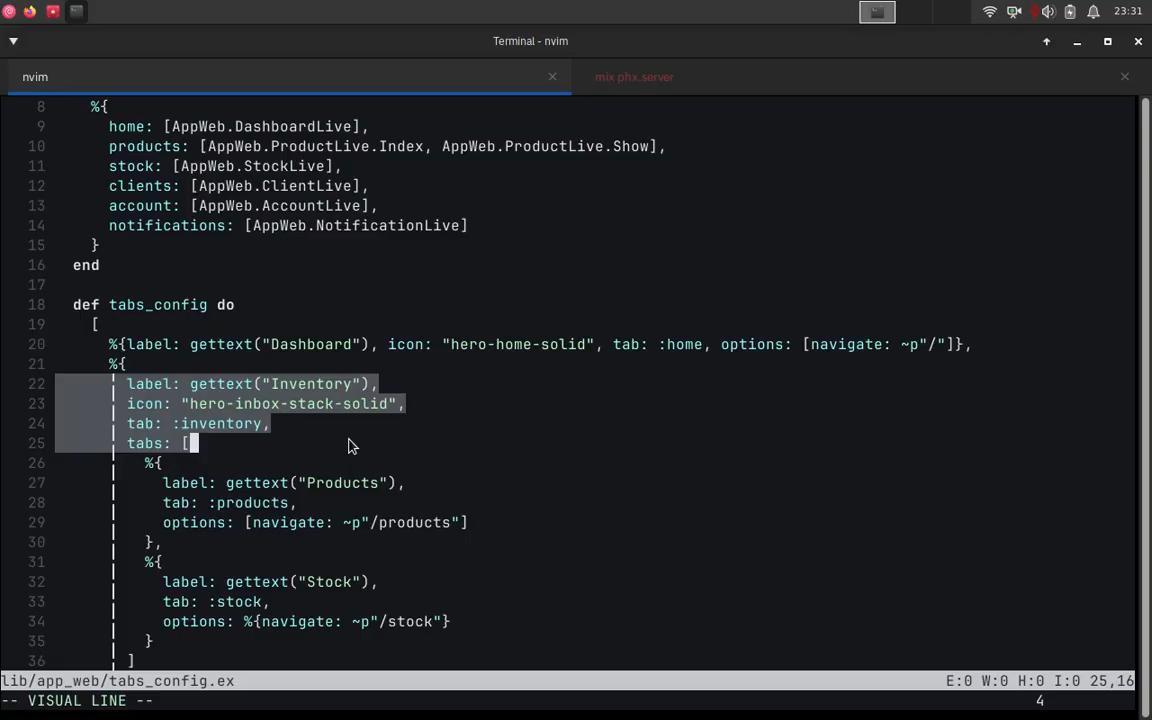 23:31
Terminal - nvim
nvim
mix phx.server
8 %{
9 home: [AppWeb.DashboardLive],
10 products: [AppWeb.ProductLive.Index, AppWeb.ProductLive.Show],
11 stock: [AppWeb.StockLive],
12 clients: [AppWeb.ClientLive],
13 account: [AppWeb.AccountLive],
14 notifications: [AppWeb.NotificationLive]
15 }
16 end
17
18 def tabs_config do
19 [
20 %{label: gettext("Dashboard"), icon: "hero-home-solid", tab: :home, options: [navigate: ~p"/"]},
21 %{
22 label: gettext("Inventory"),
23 icon: "hero-inbox-stack-solid",
24 tab: :inventory,
25 tabs: [
26 %{
27 label: gettext("Products"),
28 tab: :products,
29 options: [navigate: ~p"/products"]
30 },
31 %{
32 label: gettext("Stock"),
33 tab: :stock,
34 options: %{navigate: ~p"/stock"}
35 }
36 ]
lib/app_web/tabs_config.ex E:0 W:0 H:0 I:0 25,16
-- VISUAL LINE -- 4